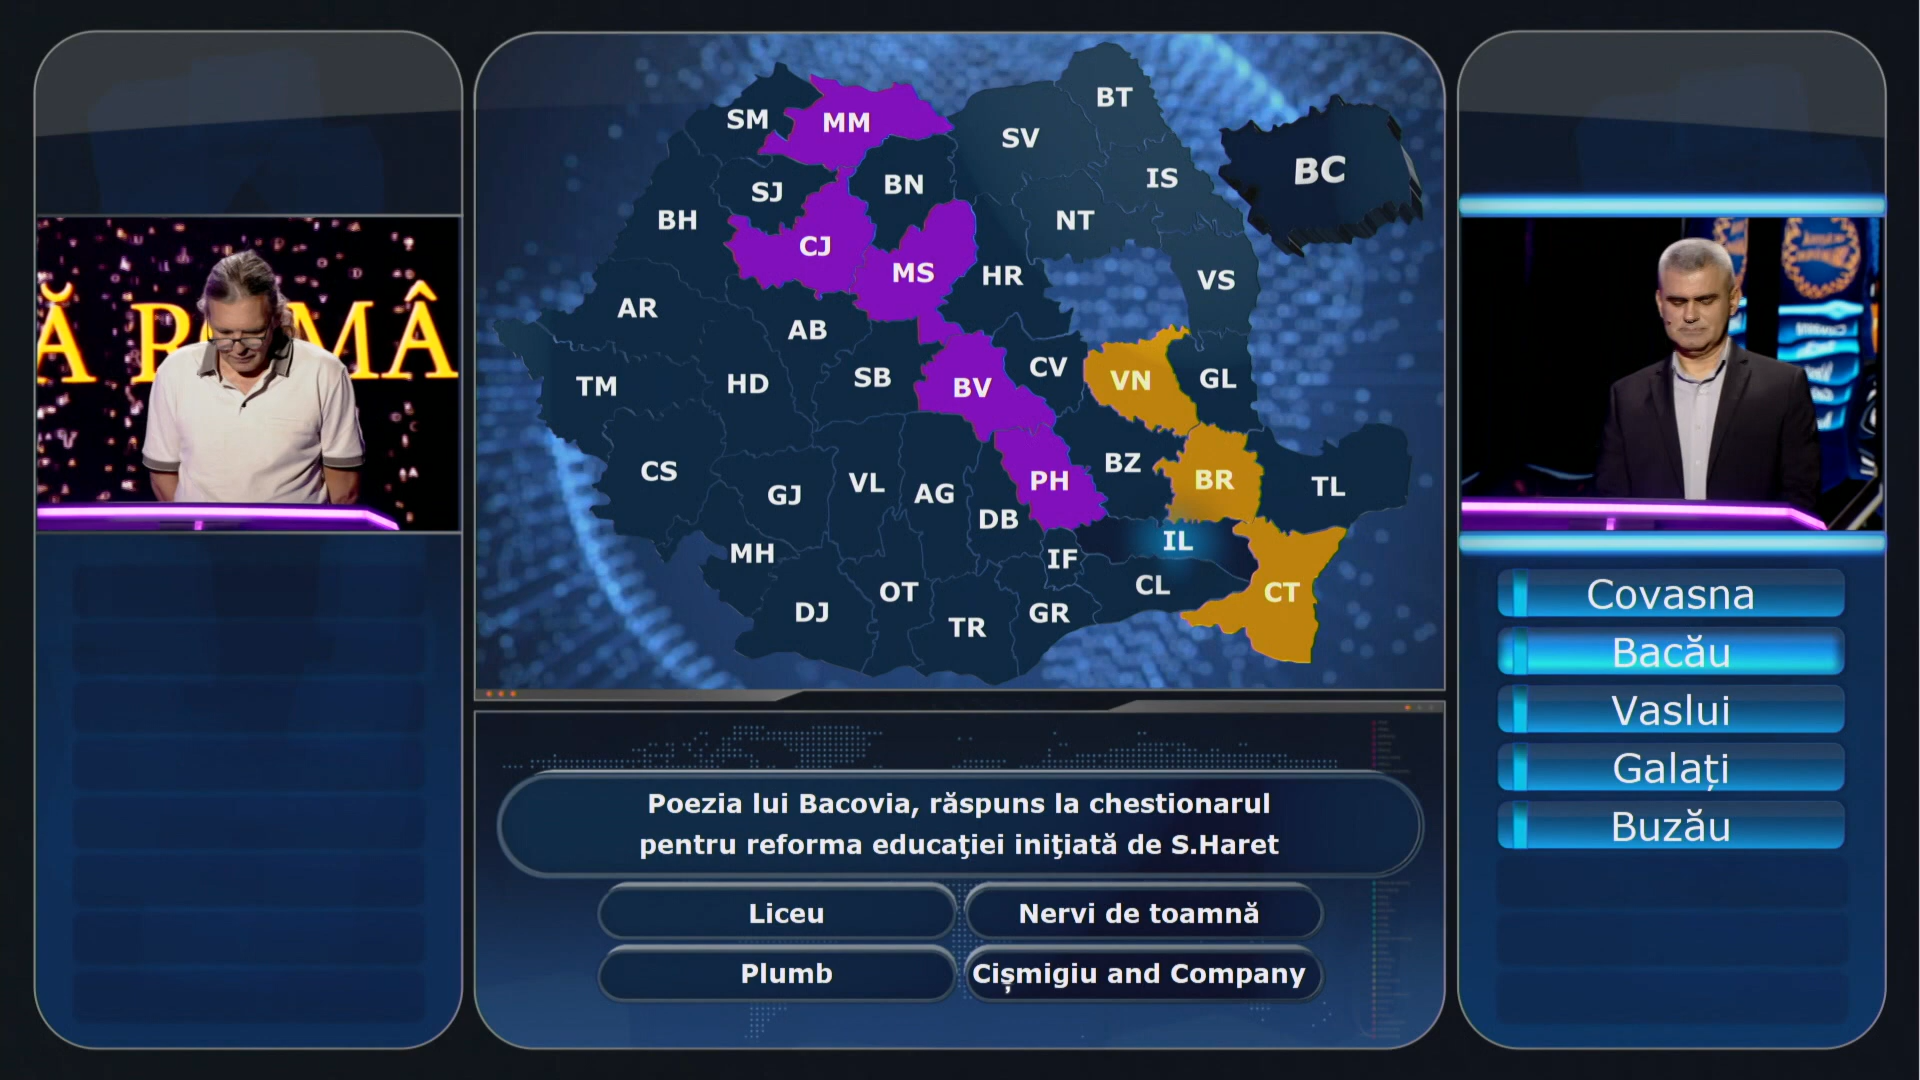 Ă ROMÂ
SM
MM
BT
SV
BC
SJ
BN
IS
BH
NT
CJ
MS
HR
VS
AR
AB
TM
HD
SB
BV
CV
VN
GL
CS
GJ
VL
AG
PH
BZ
BR
TL
DB
MH
IF
IL
DJ
OT
TR
GR
CL
CT
Poezia lui Bacovia, răspuns la chestionarul
pentru reforma educaţiei iniţiată de S.Haret
Liceu
Nervi de toamnă
Plumb
Cișmigiu and Company
Covasna
Bacău
Vaslui
Galați
Buzău